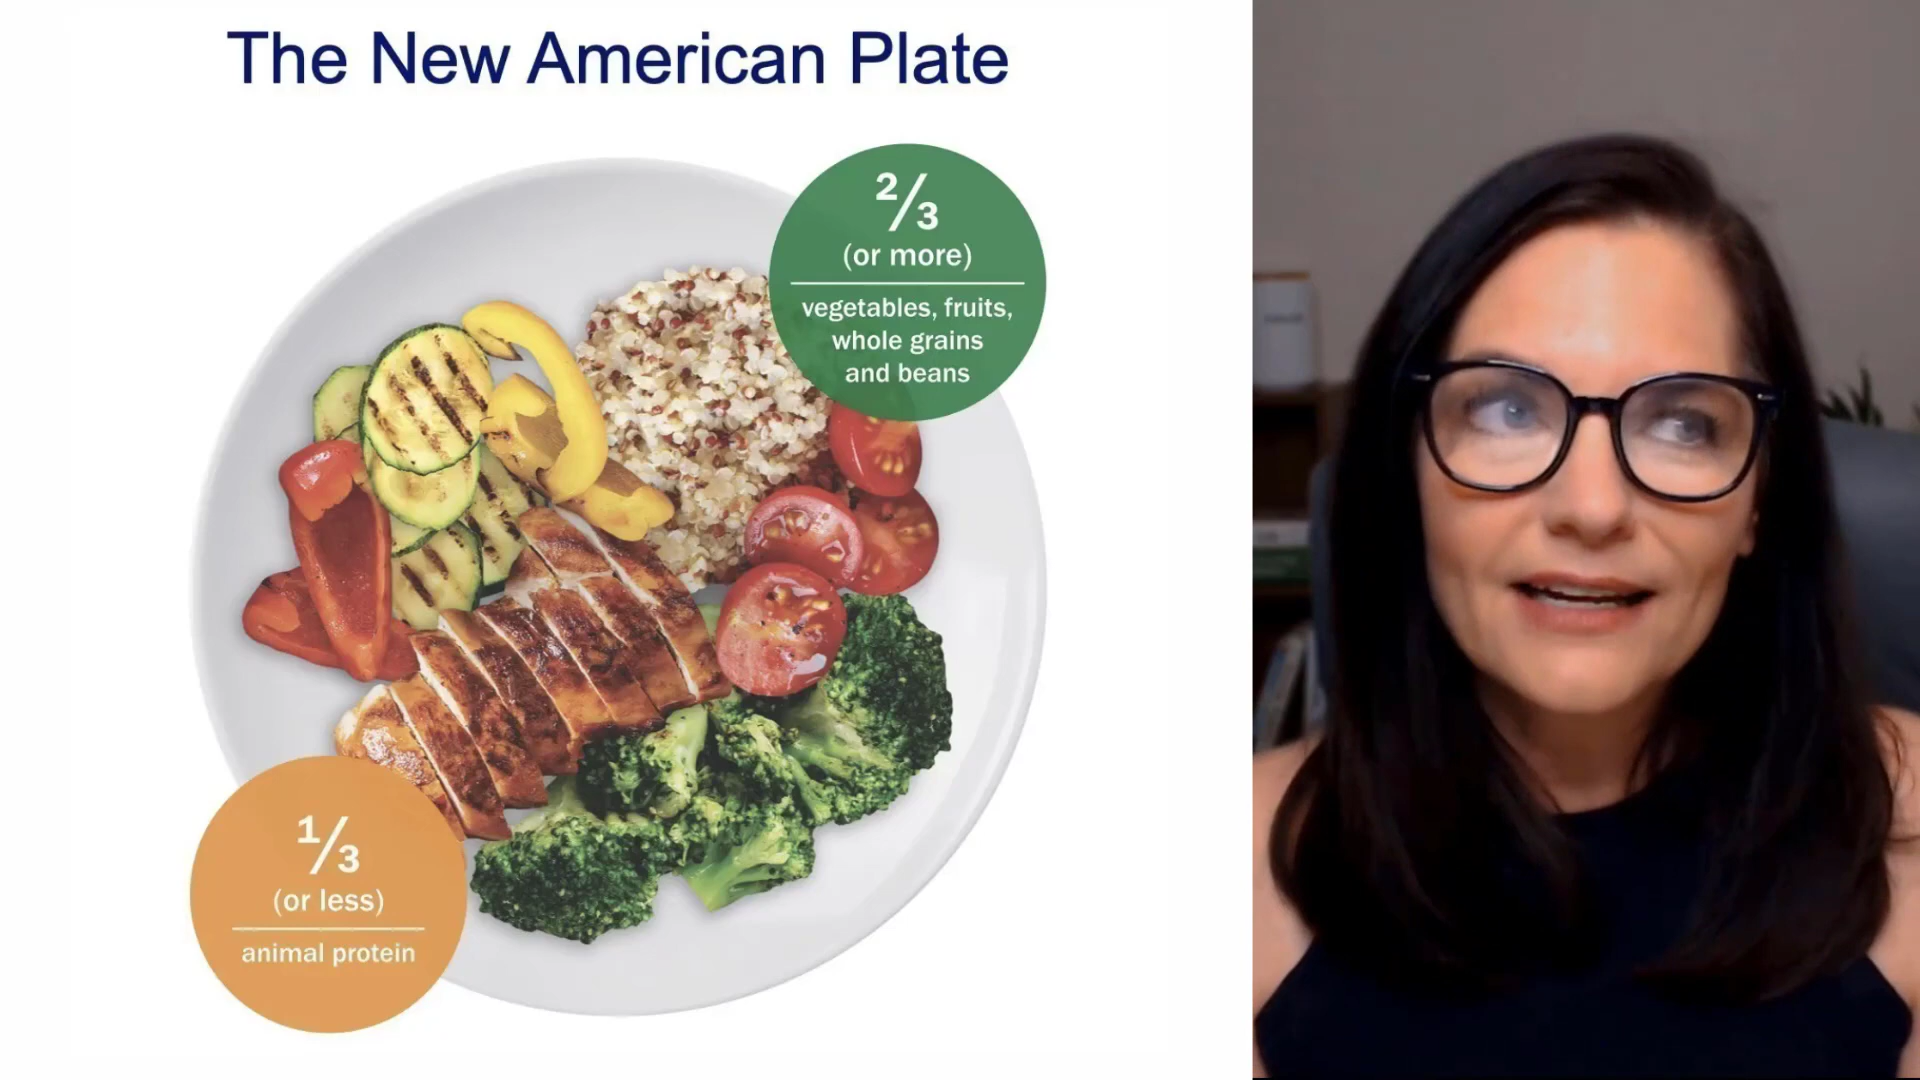 The New American Plate
2/3
(or more)
vegetables, fruits,
whole grains
and beans
1/3
(or less)
animal protein